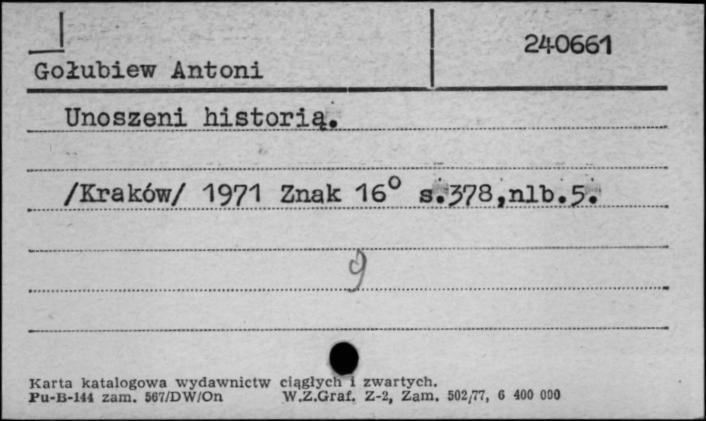 240661
Gołubiew Antoni
Unoszeni historią.
/Kraków/ 1971 Znak 16° s.378,nlb.5.
9
Karta katalogowa wydawnictw ciągłych i zwartych.
Pu-B-144 zam. 567/DW/On W.Z.Graf. Z-2, Zam. 502/77, 6 400 000